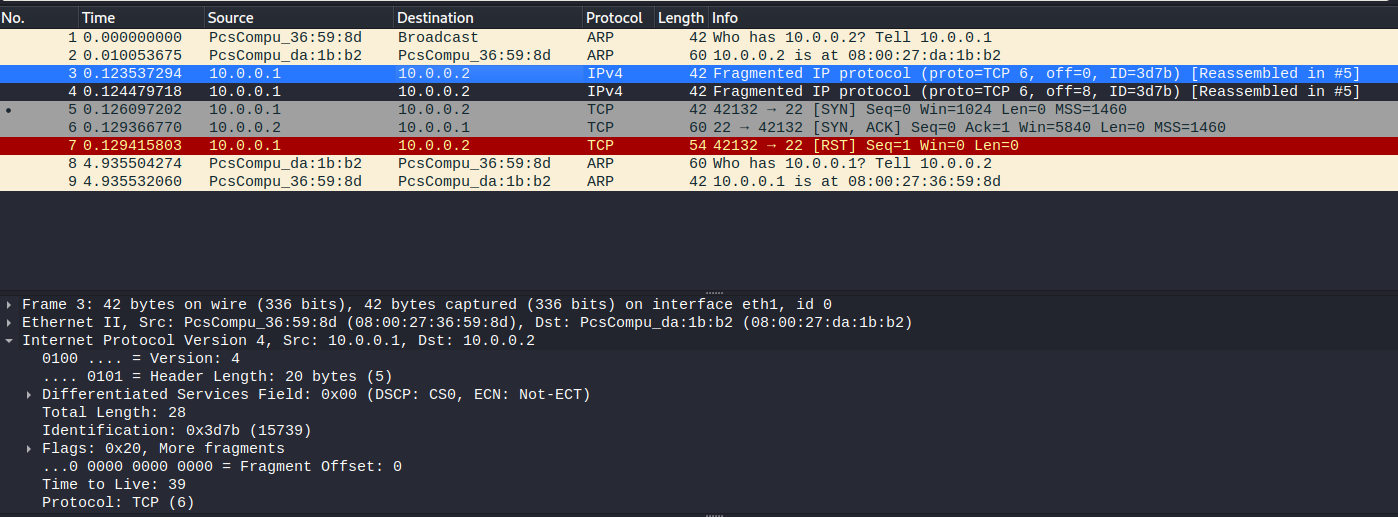 No. Time Source Destination Protocol Length Info
1 0.000000000 PcsCompu_36:59:8d Broadcast ARP 42 Who has 10.0.0.2? Tell 10.0.0.1
2 0.010053675 PcsCompu_da:1b:b2 PcsCompu_36:59:8d ARP 60 10.0.0.2 is at 08:00:27:da:1b:b2
3 0.123537294 10.0.0.1 10.0.0.2 IPv4 42 Fragmented IP protocol (proto=TCP 6, off=0, ID=3d7b) [Reassembled in #5]
4 0.124479718 10.0.0.1 10.0.0.2 IPv4 42 Fragmented IP protocol (proto=TCP 6, off=8, ID=3d7b) [Reassembled in #5]
5 0.126097202 10.0.0.1 10.0.0.2 TCP 42 42132 → 22 [SYN] Seq=0 Win=1024 Len=0 MSS=1460
6 0.129366770 10.0.0.2 10.0.0.1 TCP 60 22 → 42132 [SYN, ACK] Seq=0 Ack=1 Win=5840 Len=0 MSS=1460
7 0.129415803 10.0.0.1 10.0.0.2 TCP 54 42132 → 22 [RST] Seq=1 Win=0 Len=0
8 4.935504274 PcsCompu_da:1b:b2 PcsCompu_36:59:8d ARP 60 Who has 10.0.0.1? Tell 10.0.0.2
9 4.935532060 PcsCompu_36:59:8d PcsCompu_da:1b:b2 ARP 42 10.0.0.1 is at 08:00:27:36:59:8d
Frame 3: 42 bytes on wire (336 bits), 42 bytes captured (336 bits) on interface eth1, id 0
Ethernet II, Src: PcsCompu_36:59:8d (08:00:27:36:59:8d), Dst: PcsCompu_da:1b:b2 (08:00:27:da:1b:b2)
Internet Protocol Version 4, Src: 10.0.0.1, Dst: 10.0.0.2
0100 .... = Version: 4
.... 0101 = Header Length: 20 bytes (5)
Differentiated Services Field: 0x00 (DSCP: CS0, ECN: Not-ECT)
Total Length: 28
Identification: 0x3d7b (15739)
Flags: 0x20, More fragments
...0 0000 0000 0000 = Fragment Offset: 0
Time to Live: 39
Protocol: TCP (6)